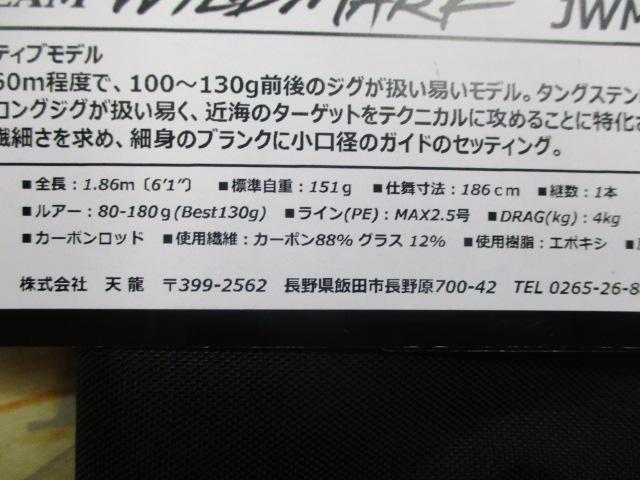 WILDMARK JWM
ティブモデル
60m程度で、100～130g前後のジグが扱い易いモデル。タングステン
ロングジグが扱い易く、近海のターゲットをテクニカルに攻めることに特化さ
繊細さを求め、細身のブランクに小口径のガイドのセッティング。
■全長：1.86m〔6'1"〕 ■標準自重：151g ■仕舞寸法：186cm ■継数：1本
■ルアー：80-180g(Best130g) ■ライン(PE)：MAX2.5号 ■DRAG(kg)：4kg
■カーボンロッド ■使用繊維：カーボン88% グラス 12% ■使用樹脂：エポキシ ■
株式会社 天龍 〒399-2562 長野県飯田市長野原700-42 TEL 0265-26-8